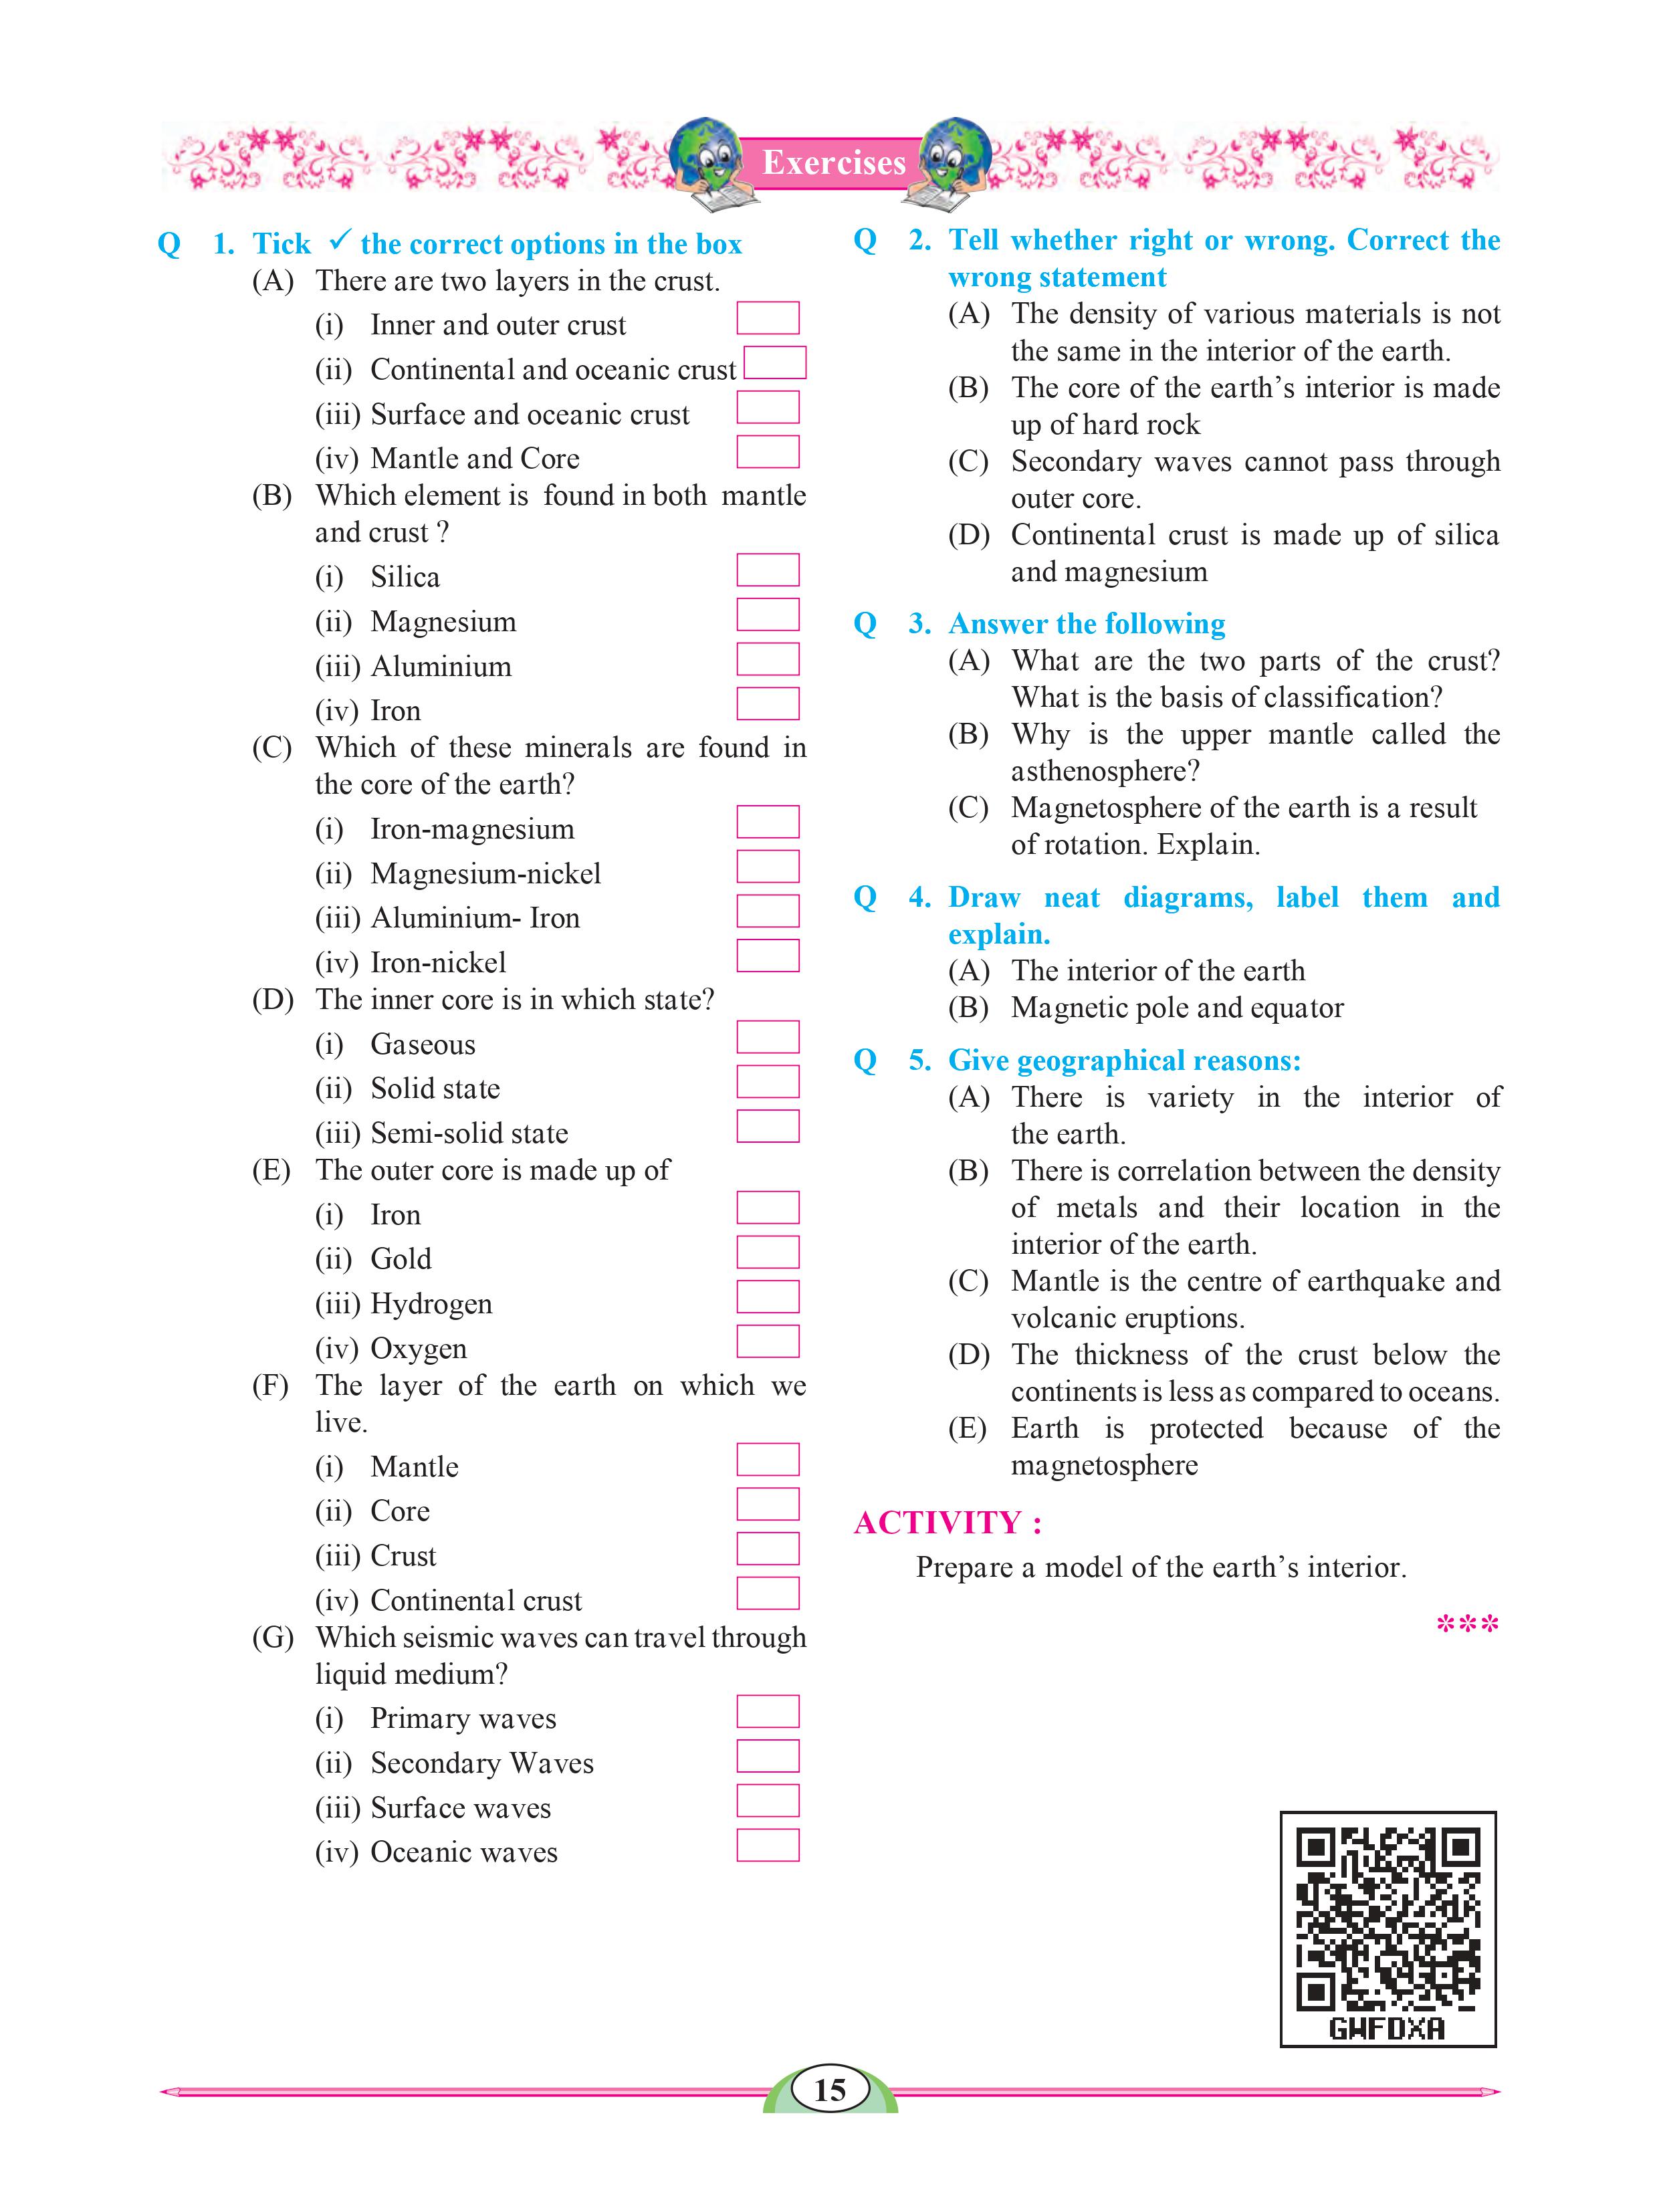 Exercises
Q 1. Tick ✓ the correct options in the box
(A) There are two layers in the crust.
(i) Inner and outer crust
(ii) Continental and oceanic crust
(iii) Surface and oceanic crust
(iv) Mantle and Core
(B) Which element is found in both mantle
and crust ?
(i) Silica
(ii) Magnesium
(iii) Aluminium
(iv) Iron
(C) Which of these minerals are found in
the core of the earth?
(i) Iron-magnesium
(ii) Magnesium-nickel
(iii) Aluminium- Iron
(iv) Iron-nickel
(D) The inner core is in which state?
(i) Gaseous
(ii) Solid state
(iii) Semi-solid state
(E) The outer core is made up of
(i) Iron
(ii) Gold
(iii) Hydrogen
(iv) Oxygen
(F) The layer of the earth on which we
live.
(i) Mantle
(ii) Core
(iii) Crust
(iv) Continental crust
(G) Which seismic waves can travel through
liquid medium?
(i) Primary waves
(ii) Secondary Waves
(iii) Surface waves
(iv) Oceanic waves
Q 2. Tell whether right or wrong. Correct the
wrong statement
(A) The density of various materials is not
the same in the interior of the earth.
(B) The core of the earth’s interior is made
up of hard rock
(C) Secondary waves cannot pass through
outer core.
(D) Continental crust is made up of silica
and magnesium
Q 3. Answer the following
(A) What are the two parts of the crust?
What is the basis of classification?
(B) Why is the upper mantle called the
asthenosphere?
(C) Magnetosphere of the earth is a result
of rotation. Explain.
Q 4. Draw neat diagrams, label them and
explain.
(A) The interior of the earth
(B) Magnetic pole and equator
Q 5. Give geographical reasons:
(A) There is variety in the interior of
the earth.
(B) There is correlation between the density
of metals and their location in the
interior of the earth.
(C) Mantle is the centre of earthquake and
volcanic eruptions.
(D) The thickness of the crust below the
continents is less as compared to oceans.
(E) Earth is protected because of the
magnetosphere
ACTIVITY :
Prepare a model of the earth’s interior.
***
GWFDXA
15